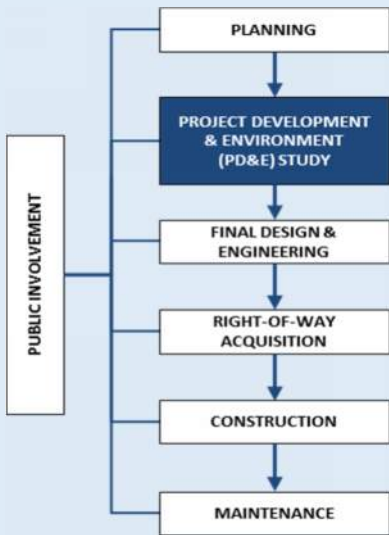 PLANNING
PROJECT DEVELOPMENT
& ENVIRONMENT
(PD&E) STUDY
PUBLIC INVOLVEMENT
FINAL DESIGN &
ENGINEERING
RIGHT-OF-WAY
ACQUISITION
CONSTRUCTION
MAINTENANCE